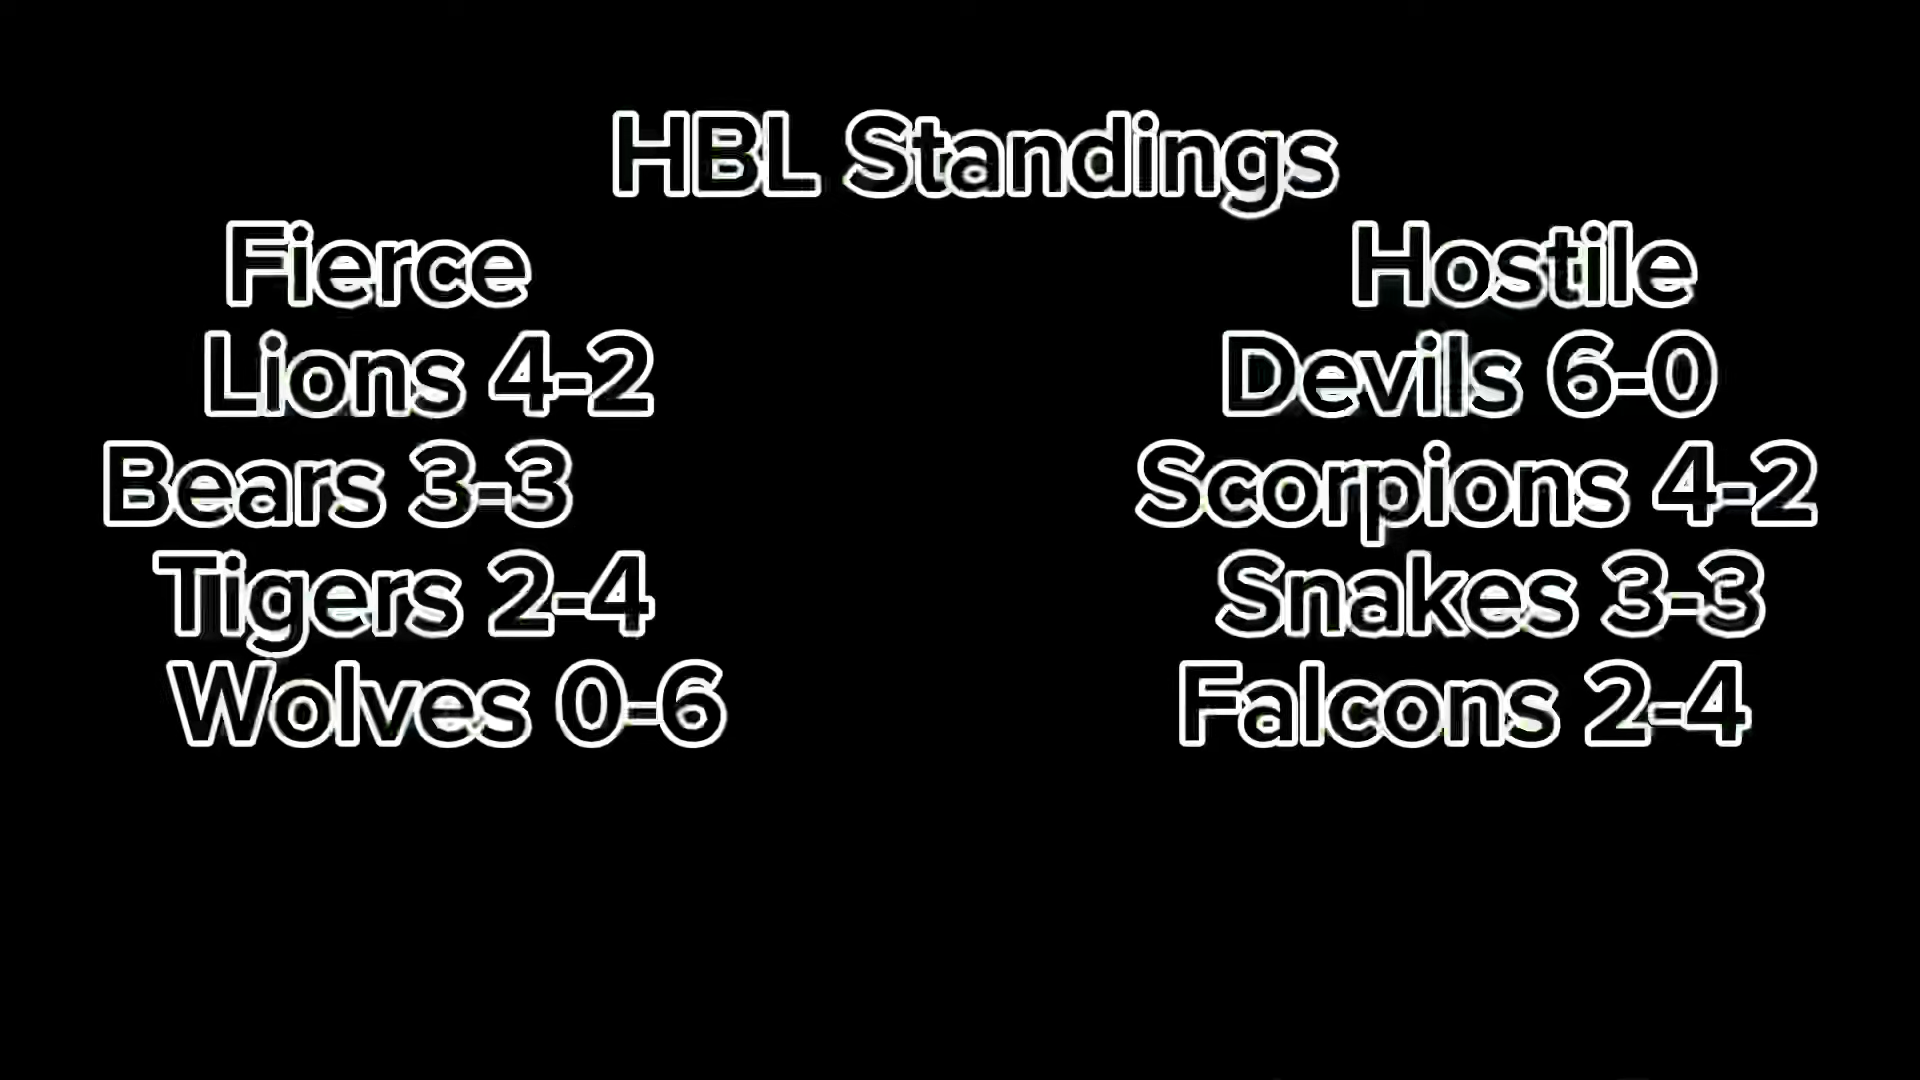 HBL Standings
Fierce
Lions 4-2
Bears 3-3
Tigers 2-4
Wolves 0-6
Hostile
Devils 6-0
Scorpions 4-2
Snakes 3-3
Falcons 2-4